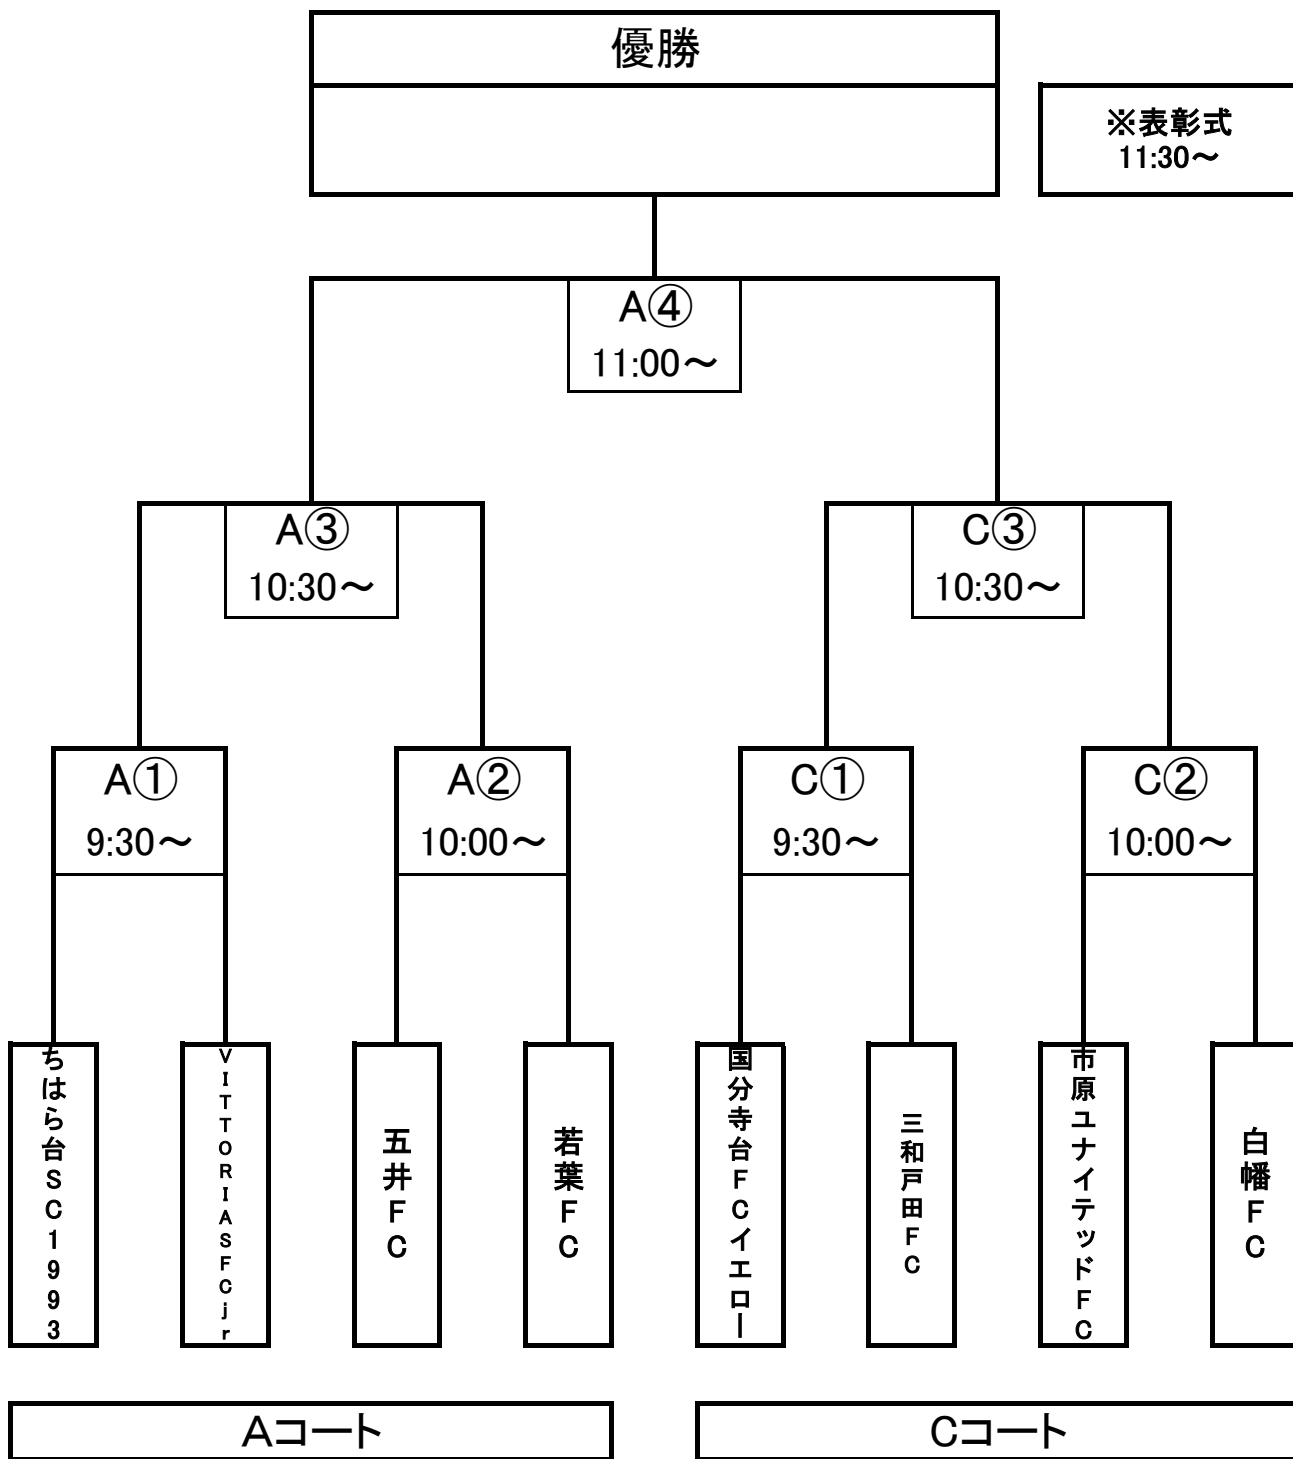 優勝
※表彰式
11:30～
A④
11:00～
A③
10:30～
C③
10:30～
A①
9:30～
A②
10:00～
C①
9:30～
C②
10:00～
ちはら台SC1993
VITTORIASFCjr
五井FC
若葉FC
国分寺台FCイエロー
三和戸田FC
市原ユナイテッドFC
白幡FC
Aコート
Cコート